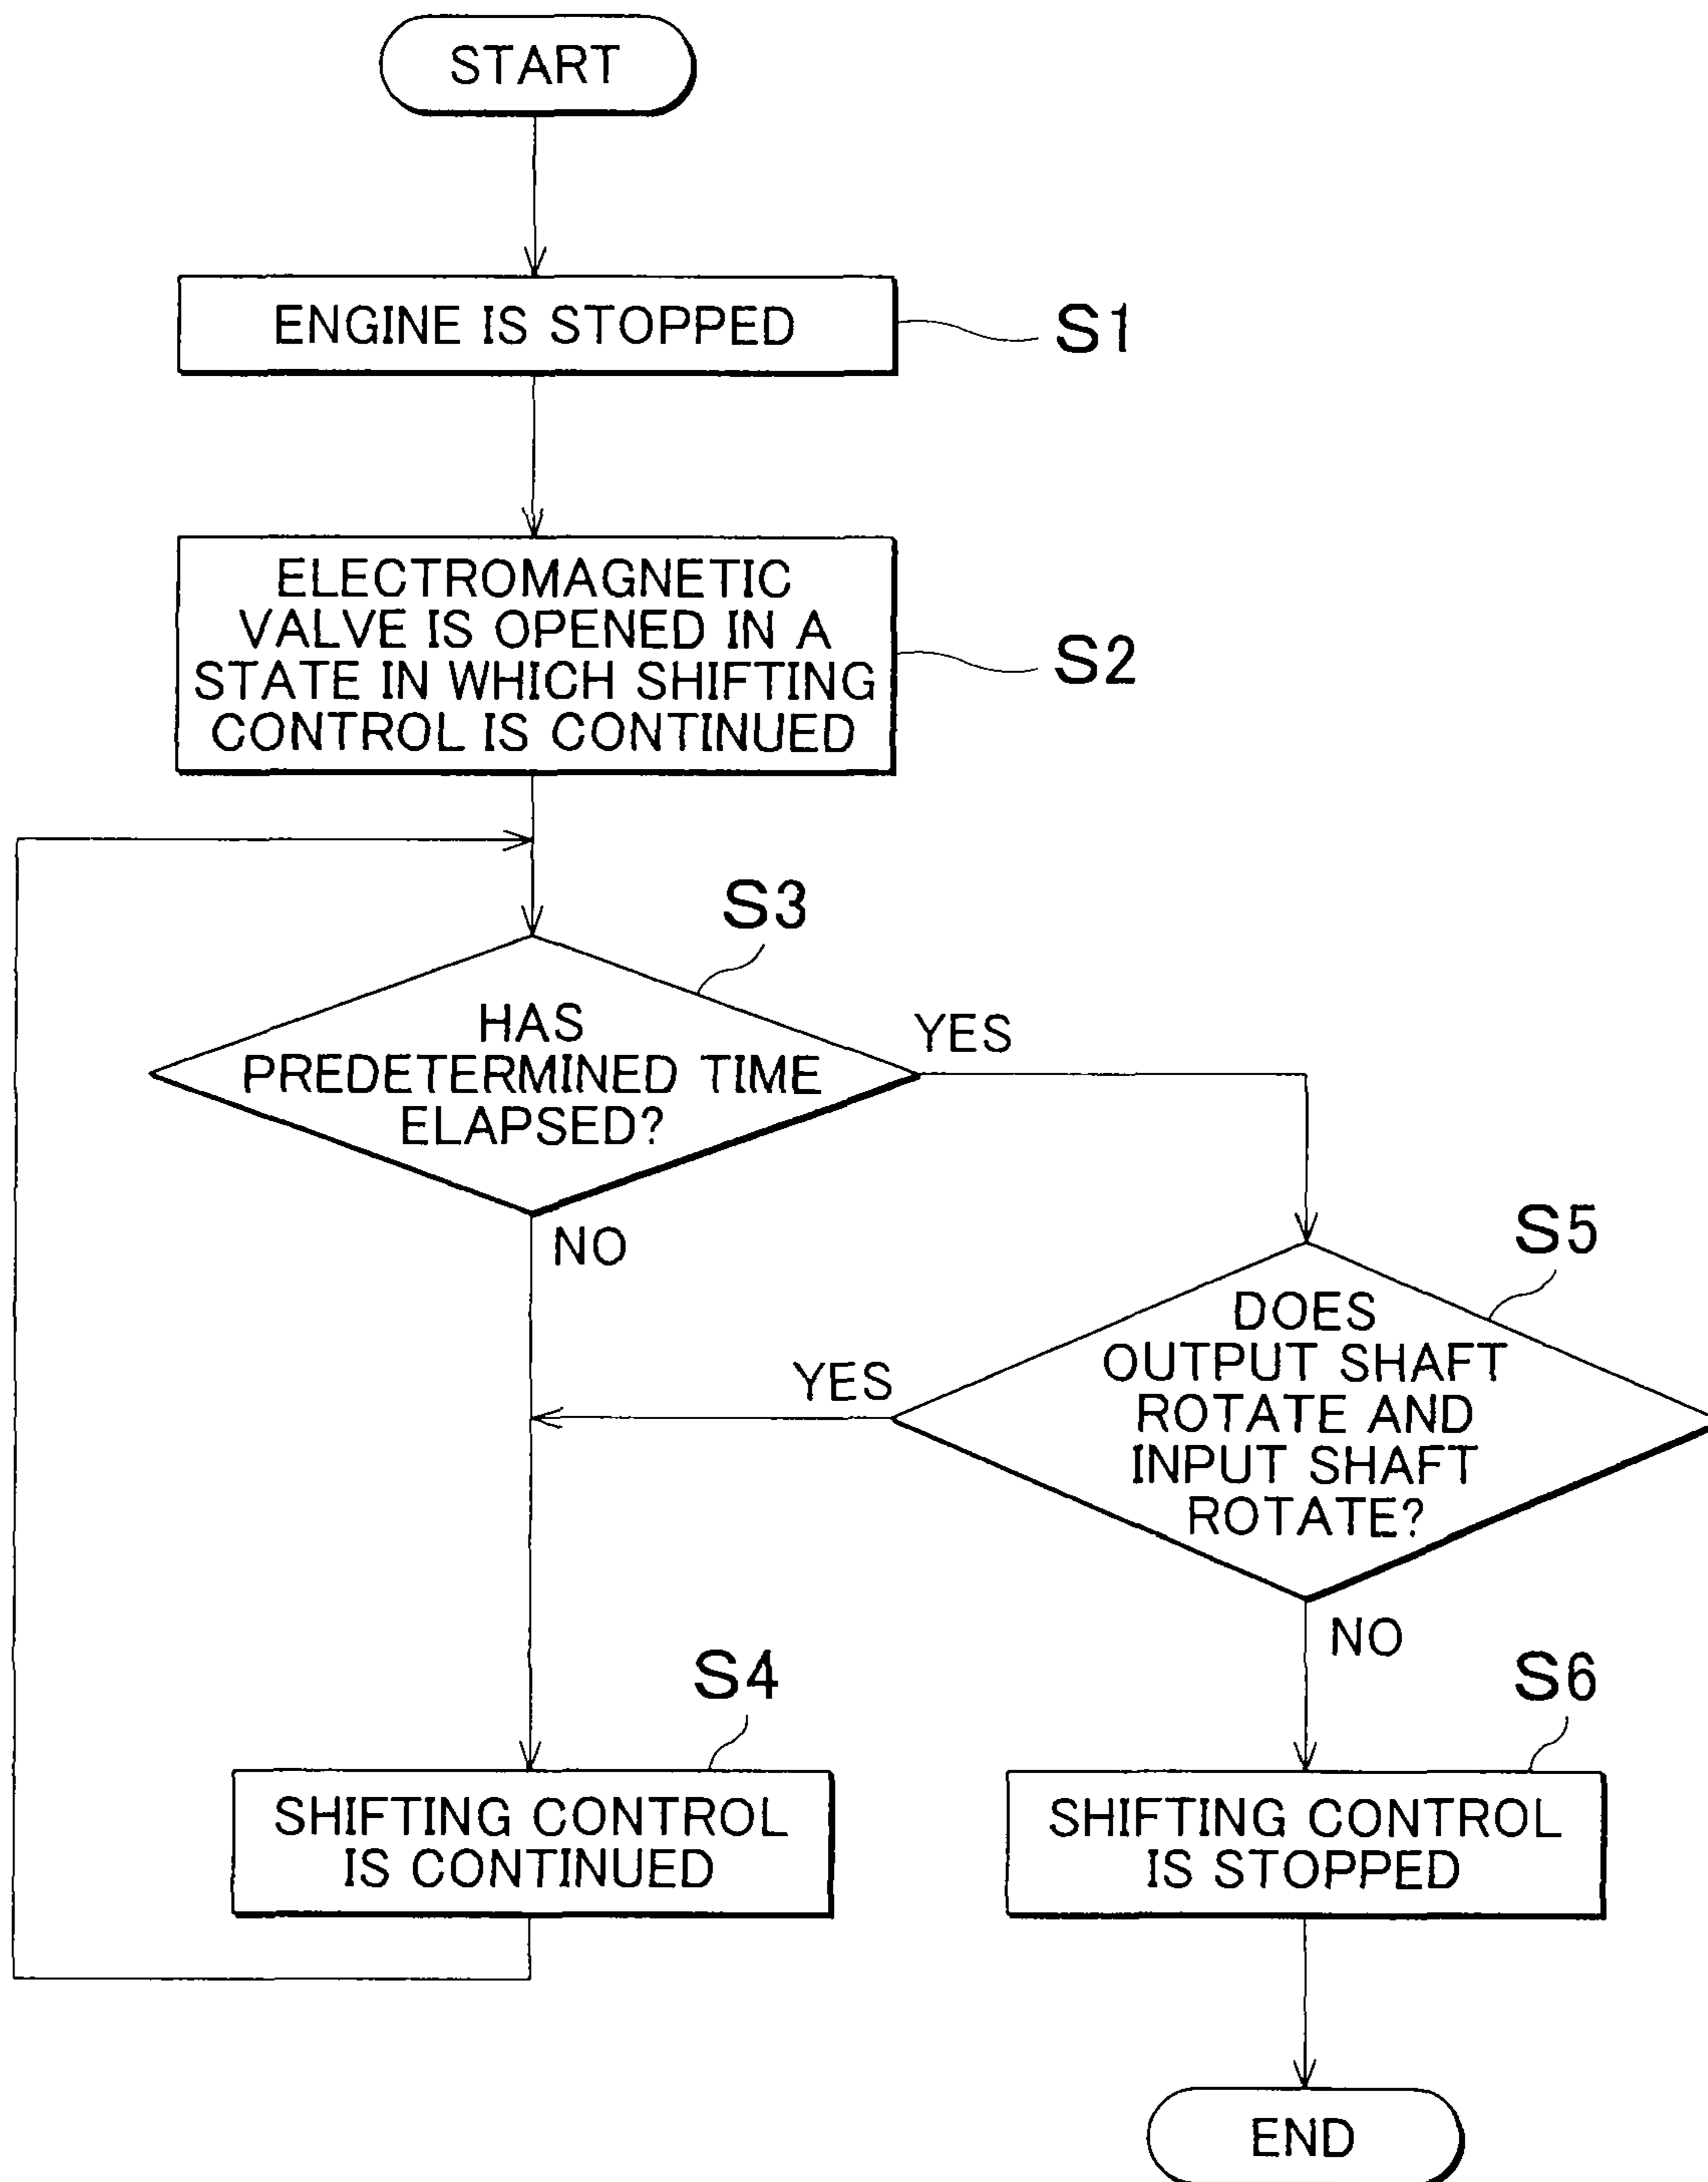 START
ENGINE IS STOPPED
S1
ELECTROMAGNETIC
VALVE IS OPENED IN A
STATE IN WHICH SHIFTING
CONTROL IS CONTINUED
S2
S3
HAS
PREDETERMINED TIME
ELAPSED?
YES
NO
S5
DOES
OUTPUT SHAFT
ROTATE AND
INPUT SHAFT
ROTATE?
YES
NO
S4
SHIFTING CONTROL
IS CONTINUED
S6
SHIFTING CONTROL
IS STOPPED
END